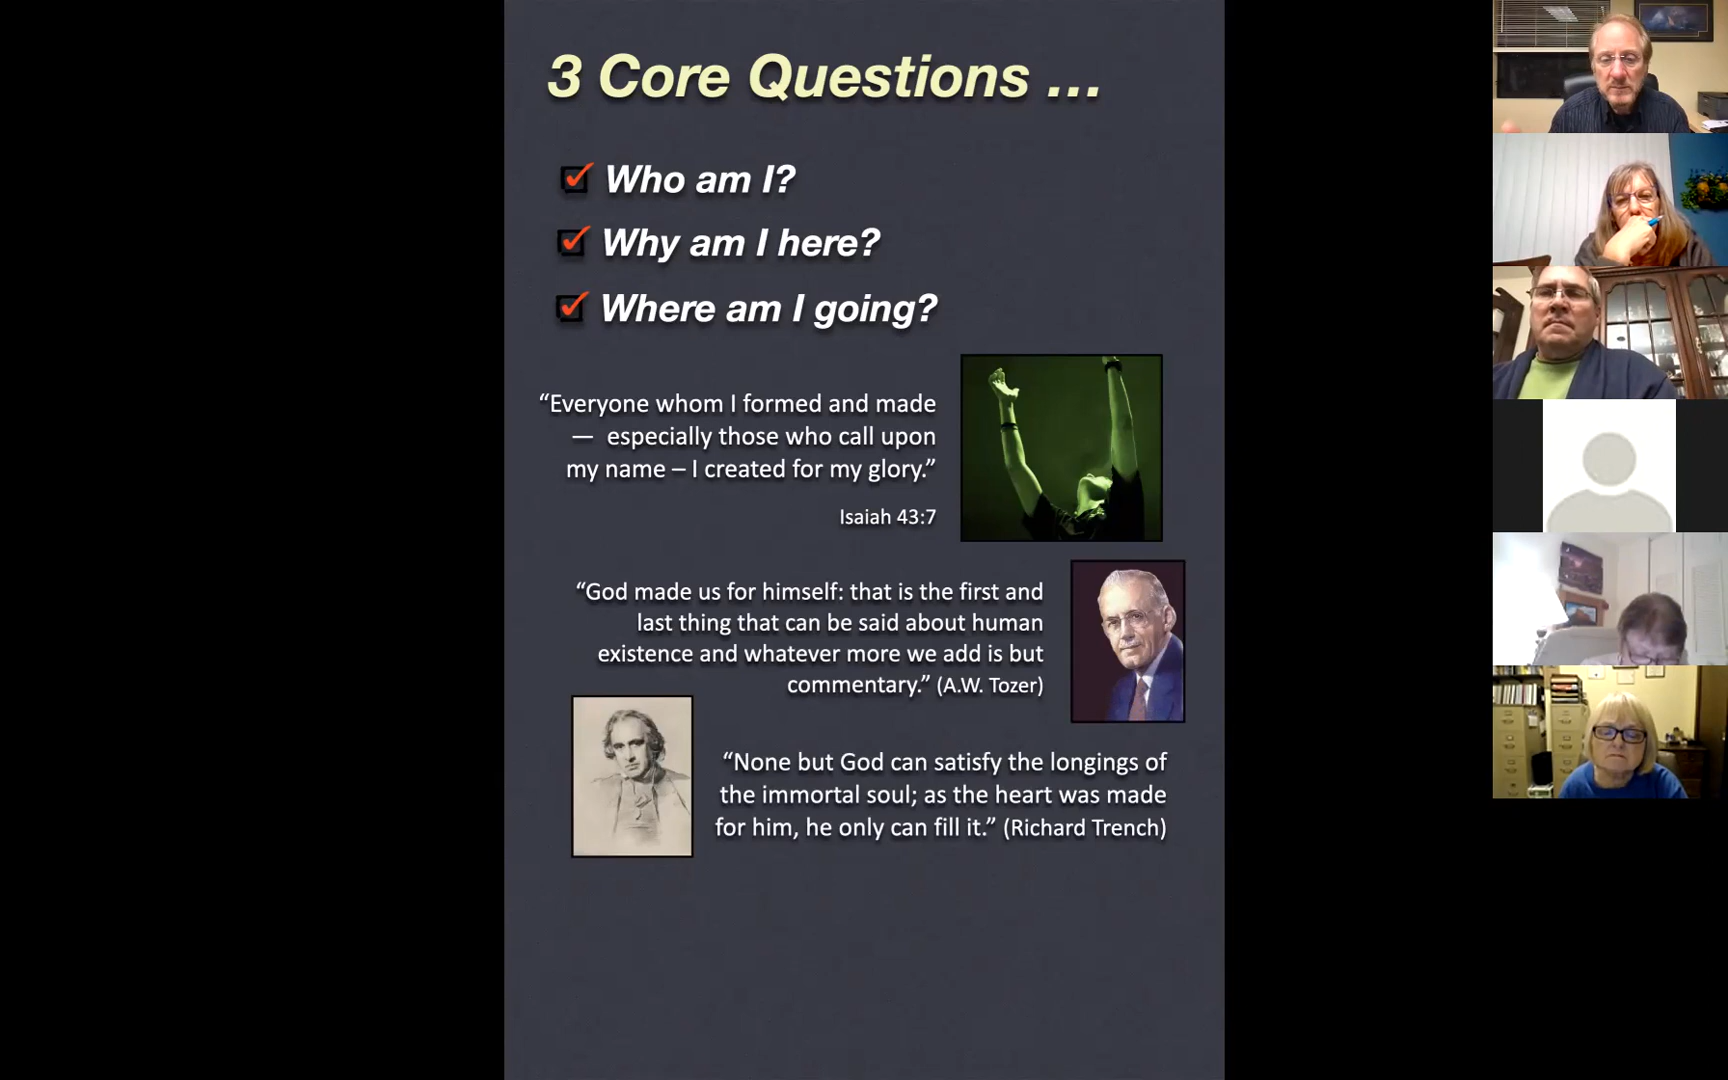 3 Core Questions ...
Who am I?
Why am I here?
Where am I going?
“Everyone whom I formed and made
— especially those who call upon
my name – I created for my glory.”
Isaiah 43:7
“God made us for himself: that is the first and
last thing that can be said about human
existence and whatever more we add is but
commentary.” (A.W. Tozer)
“None but God can satisfy the longings of
the immortal soul; as the heart was made
for him, he only can fill it.” (Richard Trench)